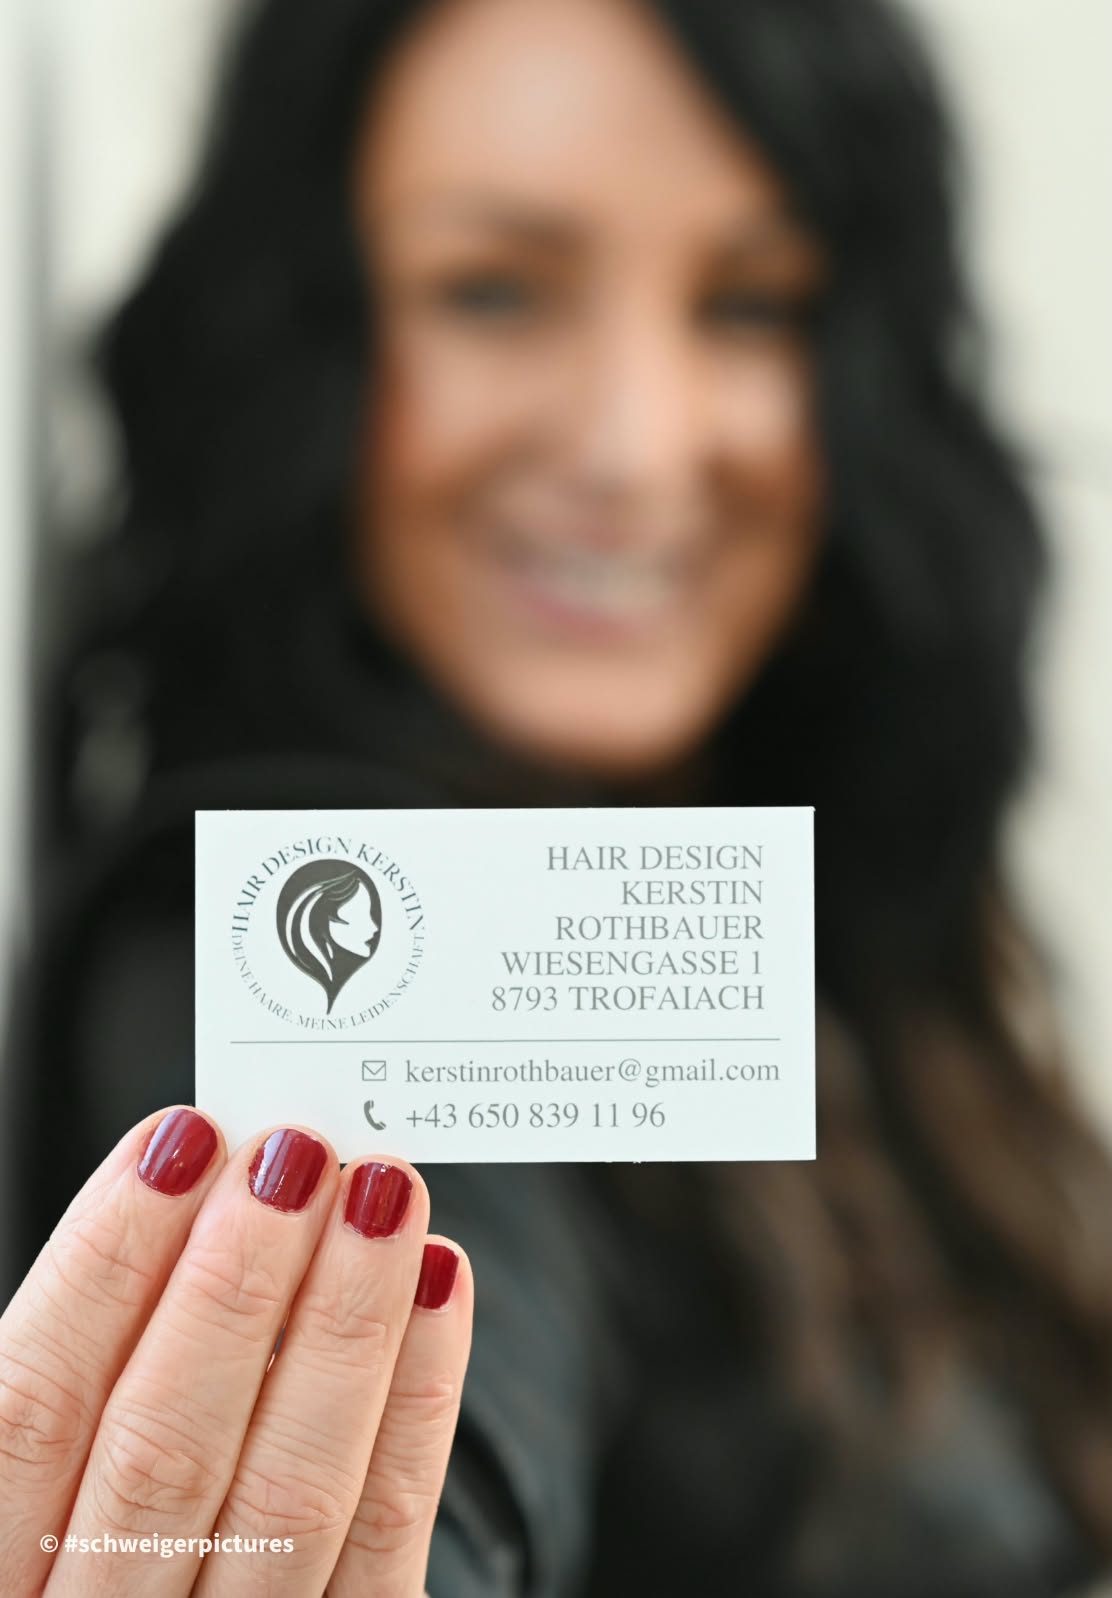 HAIR DESIGN KERSTIN
DEINE HAARE. MEINE LEIDENSCHAFT
HAIR DESIGN
KERSTIN
ROTHBAUER
WIESENGASSE 1
8793 TROFAIACH
kerstinrothbauer@gmail.com
+43 650 839 11 96
© #schweigerpictures